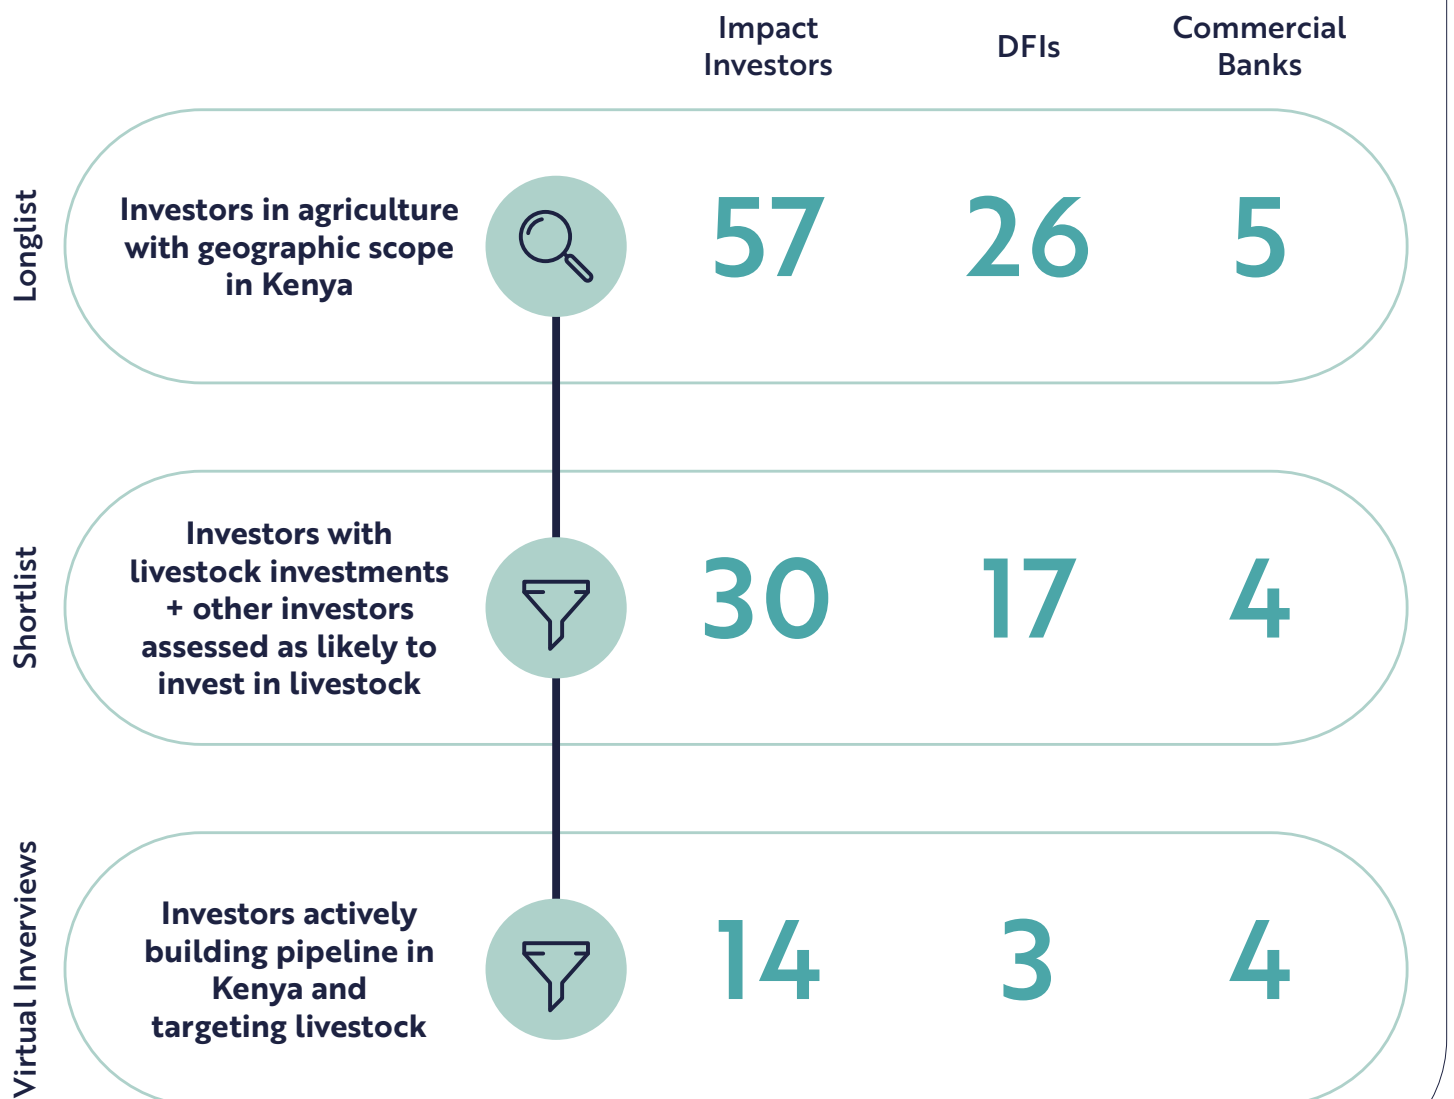 Impact
Investors
DFIs
Commercial
Banks
Longlist
Investors in agriculture
with geographic scope
in Kenya
57
26
5
Shortlist
Investors with
livestock investments
+ other investors
assessed as likely to
invest in livestock
30
17
4
Virtual Inverviews
Investors actively
building pipeline in
Kenya and
targeting livestock
14
3
4